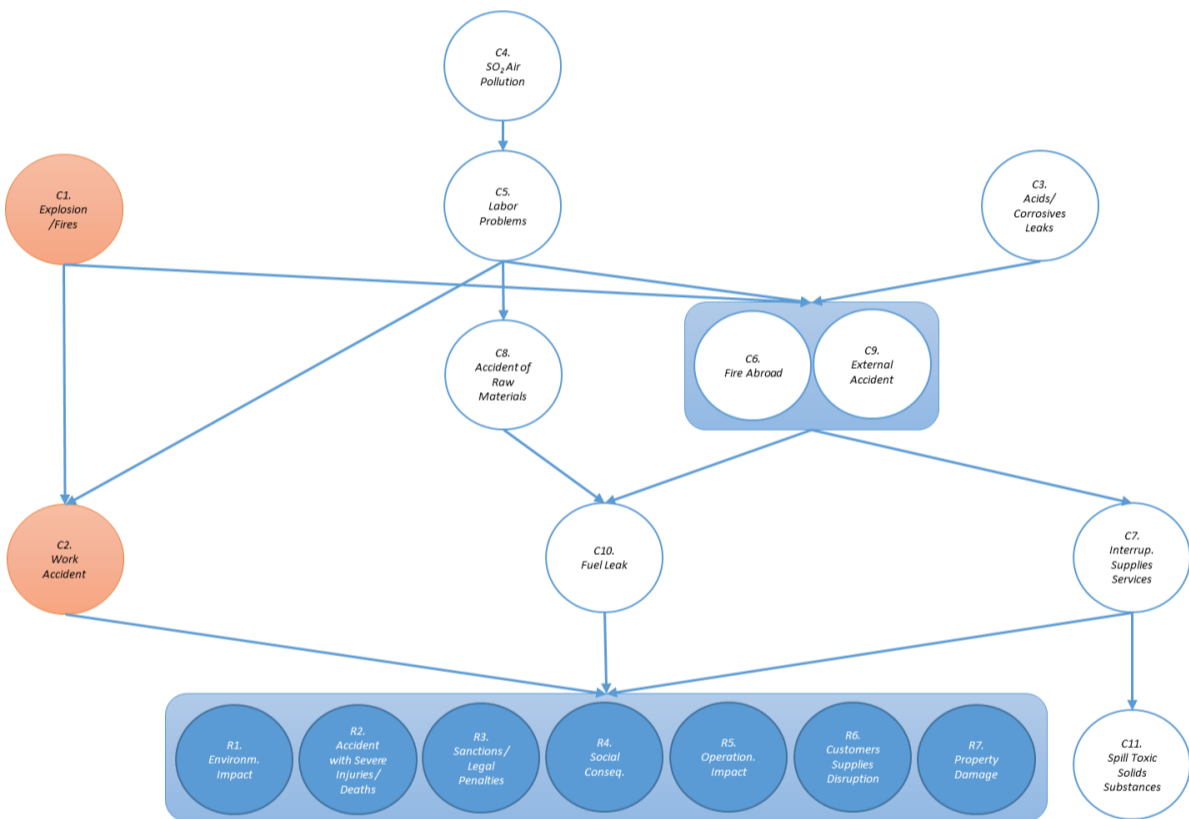 C4.
SO₂ Air
Pollution
C1.
Explosion
/Fires
C5.
Labor
Problems
C3.
Acids/
Corrosives
Leaks
C8.
Accident of
Raw
Materials
C6.
Fire Abroad
C9.
External
Accident
C2.
Work
Accident
C10.
Fuel Leak
C7.
Interrup.
Supplies
Services
R1.
Environm.
Impact
R2.
Accident
with Severe
Injuries /
Deaths
R3.
Sanctions /
Legal
Penalties
R4.
Social
Conseq.
R5.
Operation.
Impact
R6.
Customers
Supplies
Disruption
R7.
Property
Damage
C11.
Spill Toxic
Solids
Substances